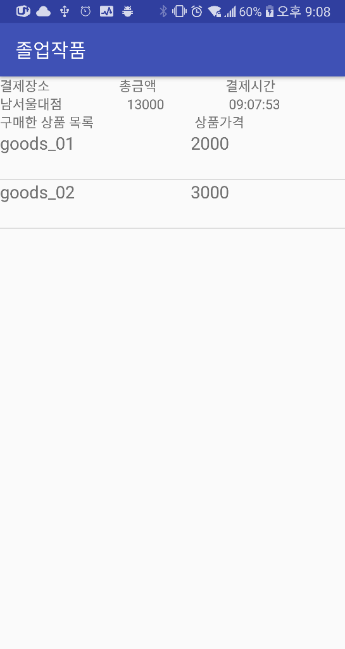 60% 오후 9:08
졸업작품
결제장소 총금액 결제시간
남서울대점 13000 09:07:53
구매한 상품 목록 상품가격
goods_01 2000
goods_02 3000